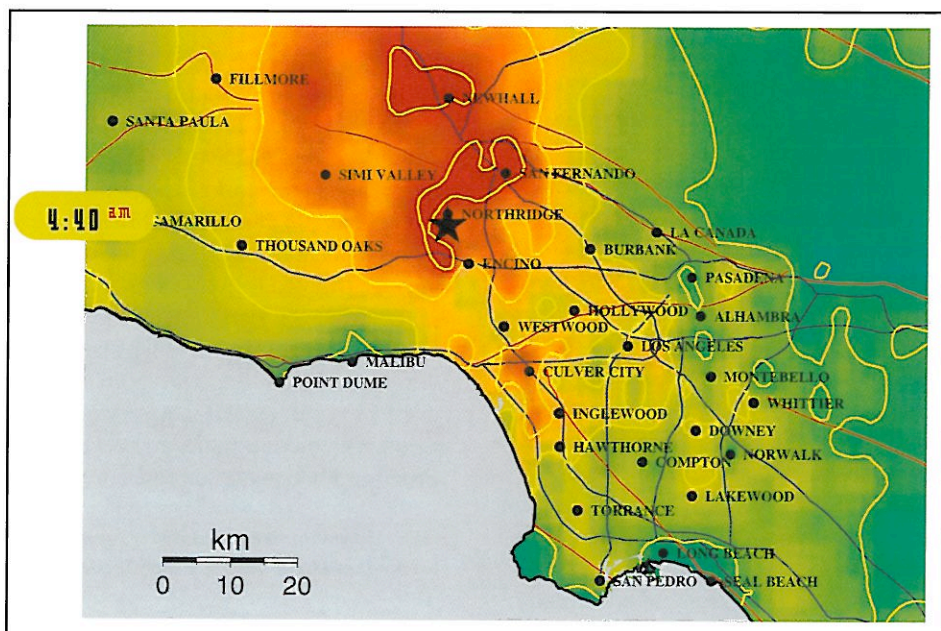 FILLMORE
NEWHALL
SANTA PAULA
SIMI VALLEY
SAN FERNANDO
4:40 am
CAMARILLO
NORTHRIDGE
LA CANADA
THOUSAND OAKS
BURBANK
ENCINO
PASADENA
HOLLYWOOD
ALHAMBRA
WESTWOOD
LOS ANGELES
MALIBU
CULVER CITY
MONTEBELLO
POINT DUME
WHITTIER
INGLEWOOD
DOWNEY
HAWTHORNE
NORWALK
COMPTON
LAKEWOOD
TORRANCE
km
LONG BEACH
0 10 20
SAN PEDRO
SEAL BEACH